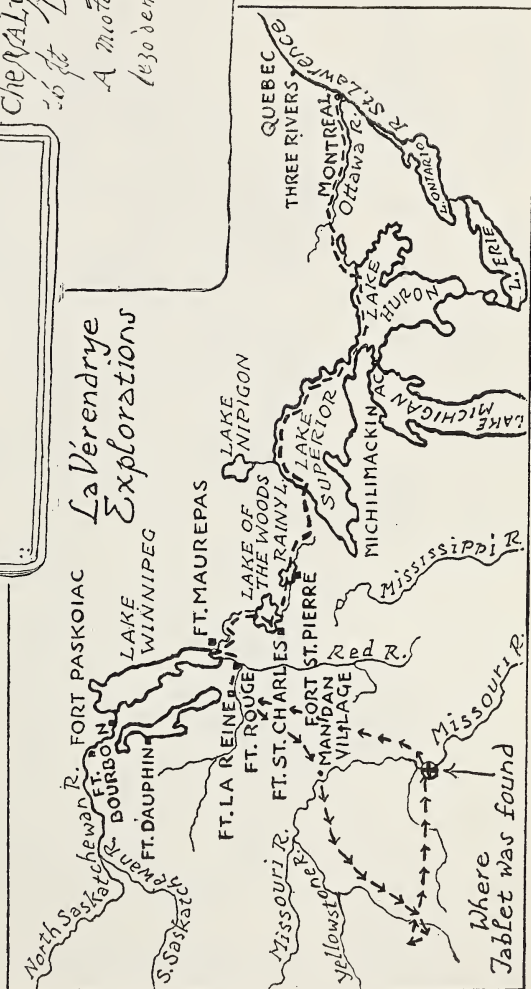 A
LaVérendrye
Explorations
FORT PASKOIAC
LAKE
WINNIPEG
FT. MAUREPAS
LAKE
NIPIGON
QUEBEC
THREE RIVERS
MONTREAL
R. St. Lawrence
Ottawa R.
L. ONTARIO
L. ERIE
LAKE
HURON
LAKE
SUPERIOR
MICHILIMACKINAC
LAKE MICHIGAN
LAKE OF
THE WOODS
RAINY L.
North Saskatchewan R.
S. Saskatchewan R.
FT.
BOURBON
FT. DAUPHIN
FT. LA REINE
FT. ROUGE
FT. ST. CHARLES
FORT
ST. PIERRE
MANDAN
VILLAGE
Red R.
Mississippi R.
Missouri R.
Yellowstone R.
Missouri R.
Where
Tablet was found